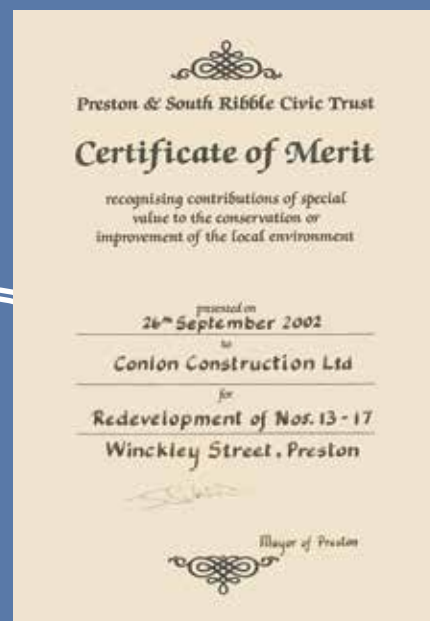 Preston & South Ribble Civic Trust
Certificate of Merit
recognising contributions of special
value to the conservation or
improvement of the local environment
presented on
26th September 2002
to
Conlon Construction Ltd
for
Redevelopment of Nos. 13-17
Winckley Street, Preston
Mayor of Preston